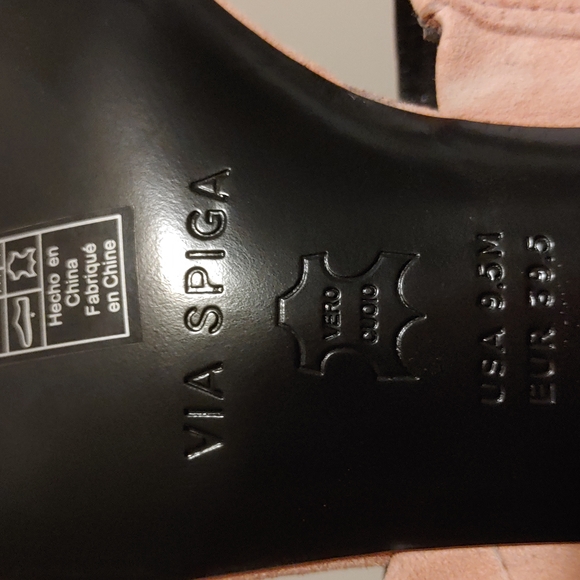 Hecho en
China
Fabriqué
en Chine
VIA SPIGA
VERO
CUOIO
USA 9.5M
EUR 39.5